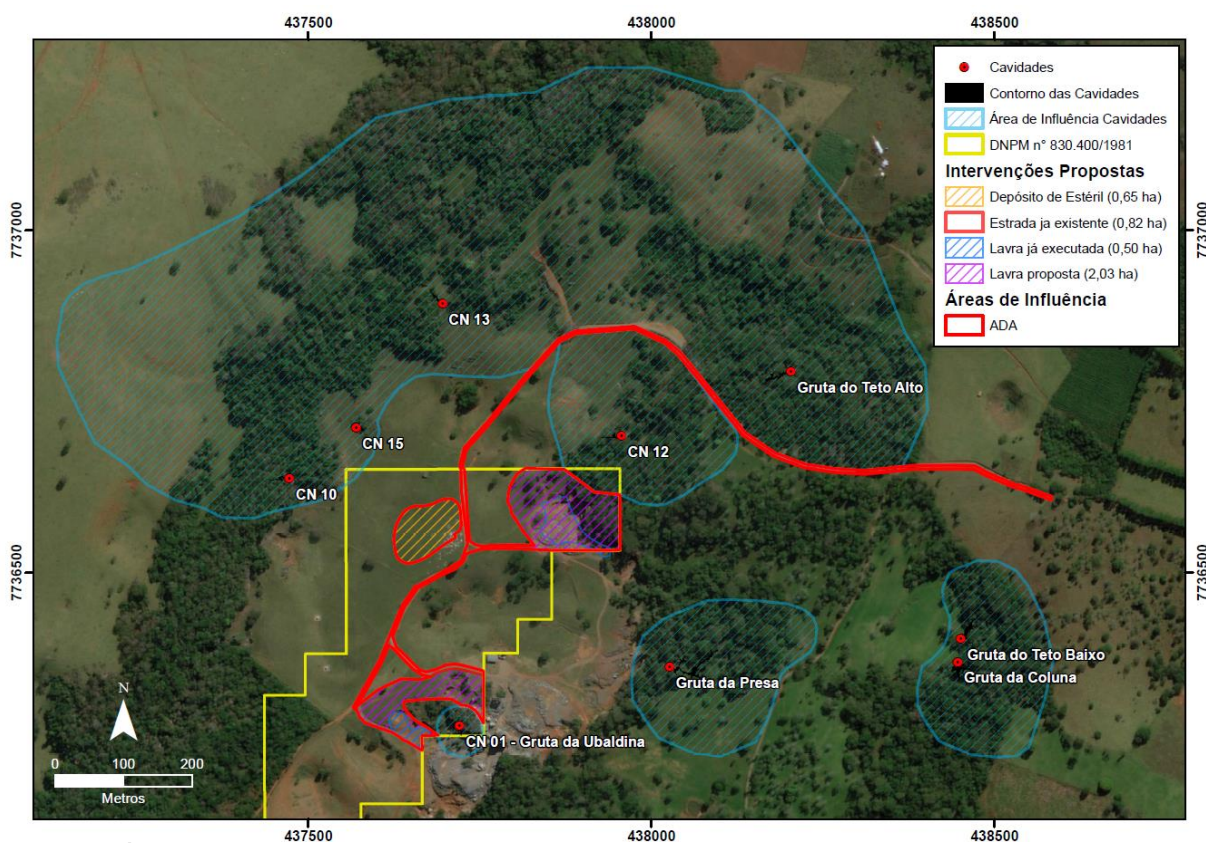 437500
438000
438500
7737000
7736500
7737000
7736500
Cavidades
Contorno das Cavidades
Área de Influência Cavidades
DNPM n° 830.400/1981
Intervenções Propostas
Depósito de Estéril (0,65 ha)
Estrada ja existente (0,82 ha)
Lavra já executada (0,50 ha)
Lavra proposta (2,03 ha)
Áreas de Influência
ADA
CN 13
Gruta do Teto Alto
CN 15
CN 12
CN 10
Gruta do Teto Baixo
Gruta da Coluna
Gruta da Presa
CN 01 - Gruta da Ubaldina
N
0 100 200
Metros
437500
438000
438500